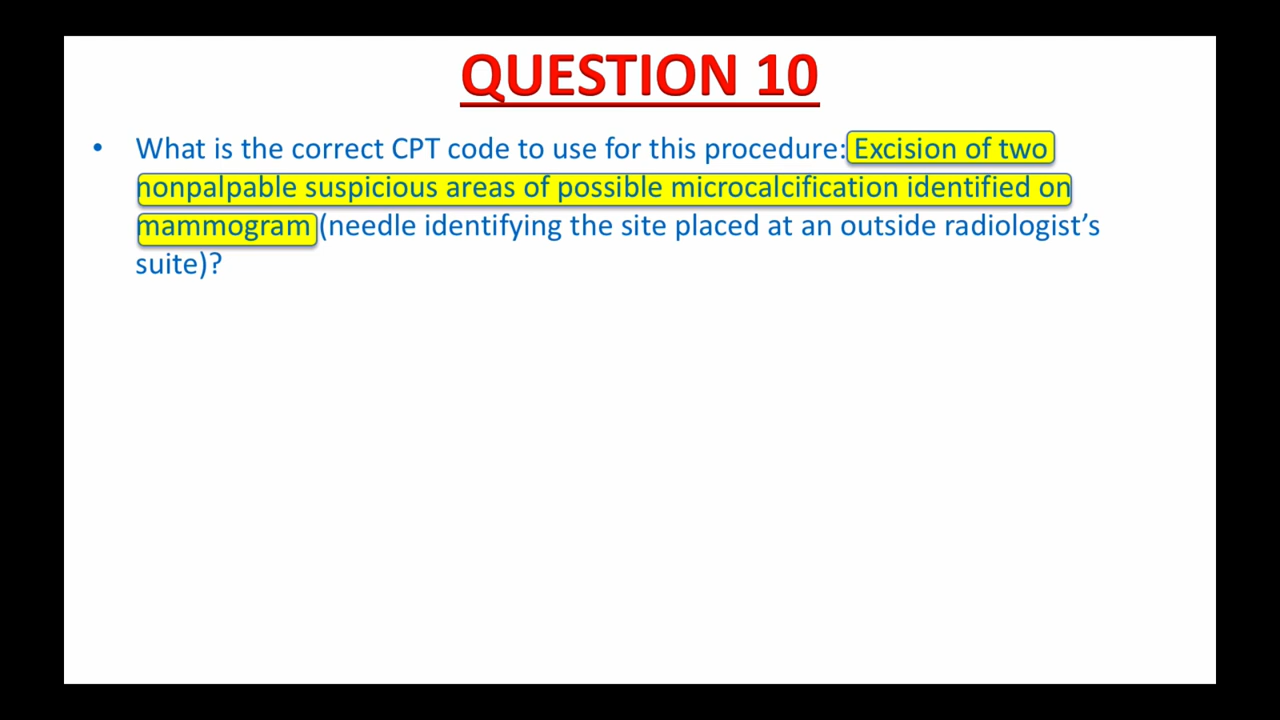 QUESTION 10
• What is the correct CPT code to use for this procedure: Excision of two
nonpalpable suspicious areas of possible microcalcification identified on
mammogram (needle identifying the site placed at an outside radiologist’s
suite)?